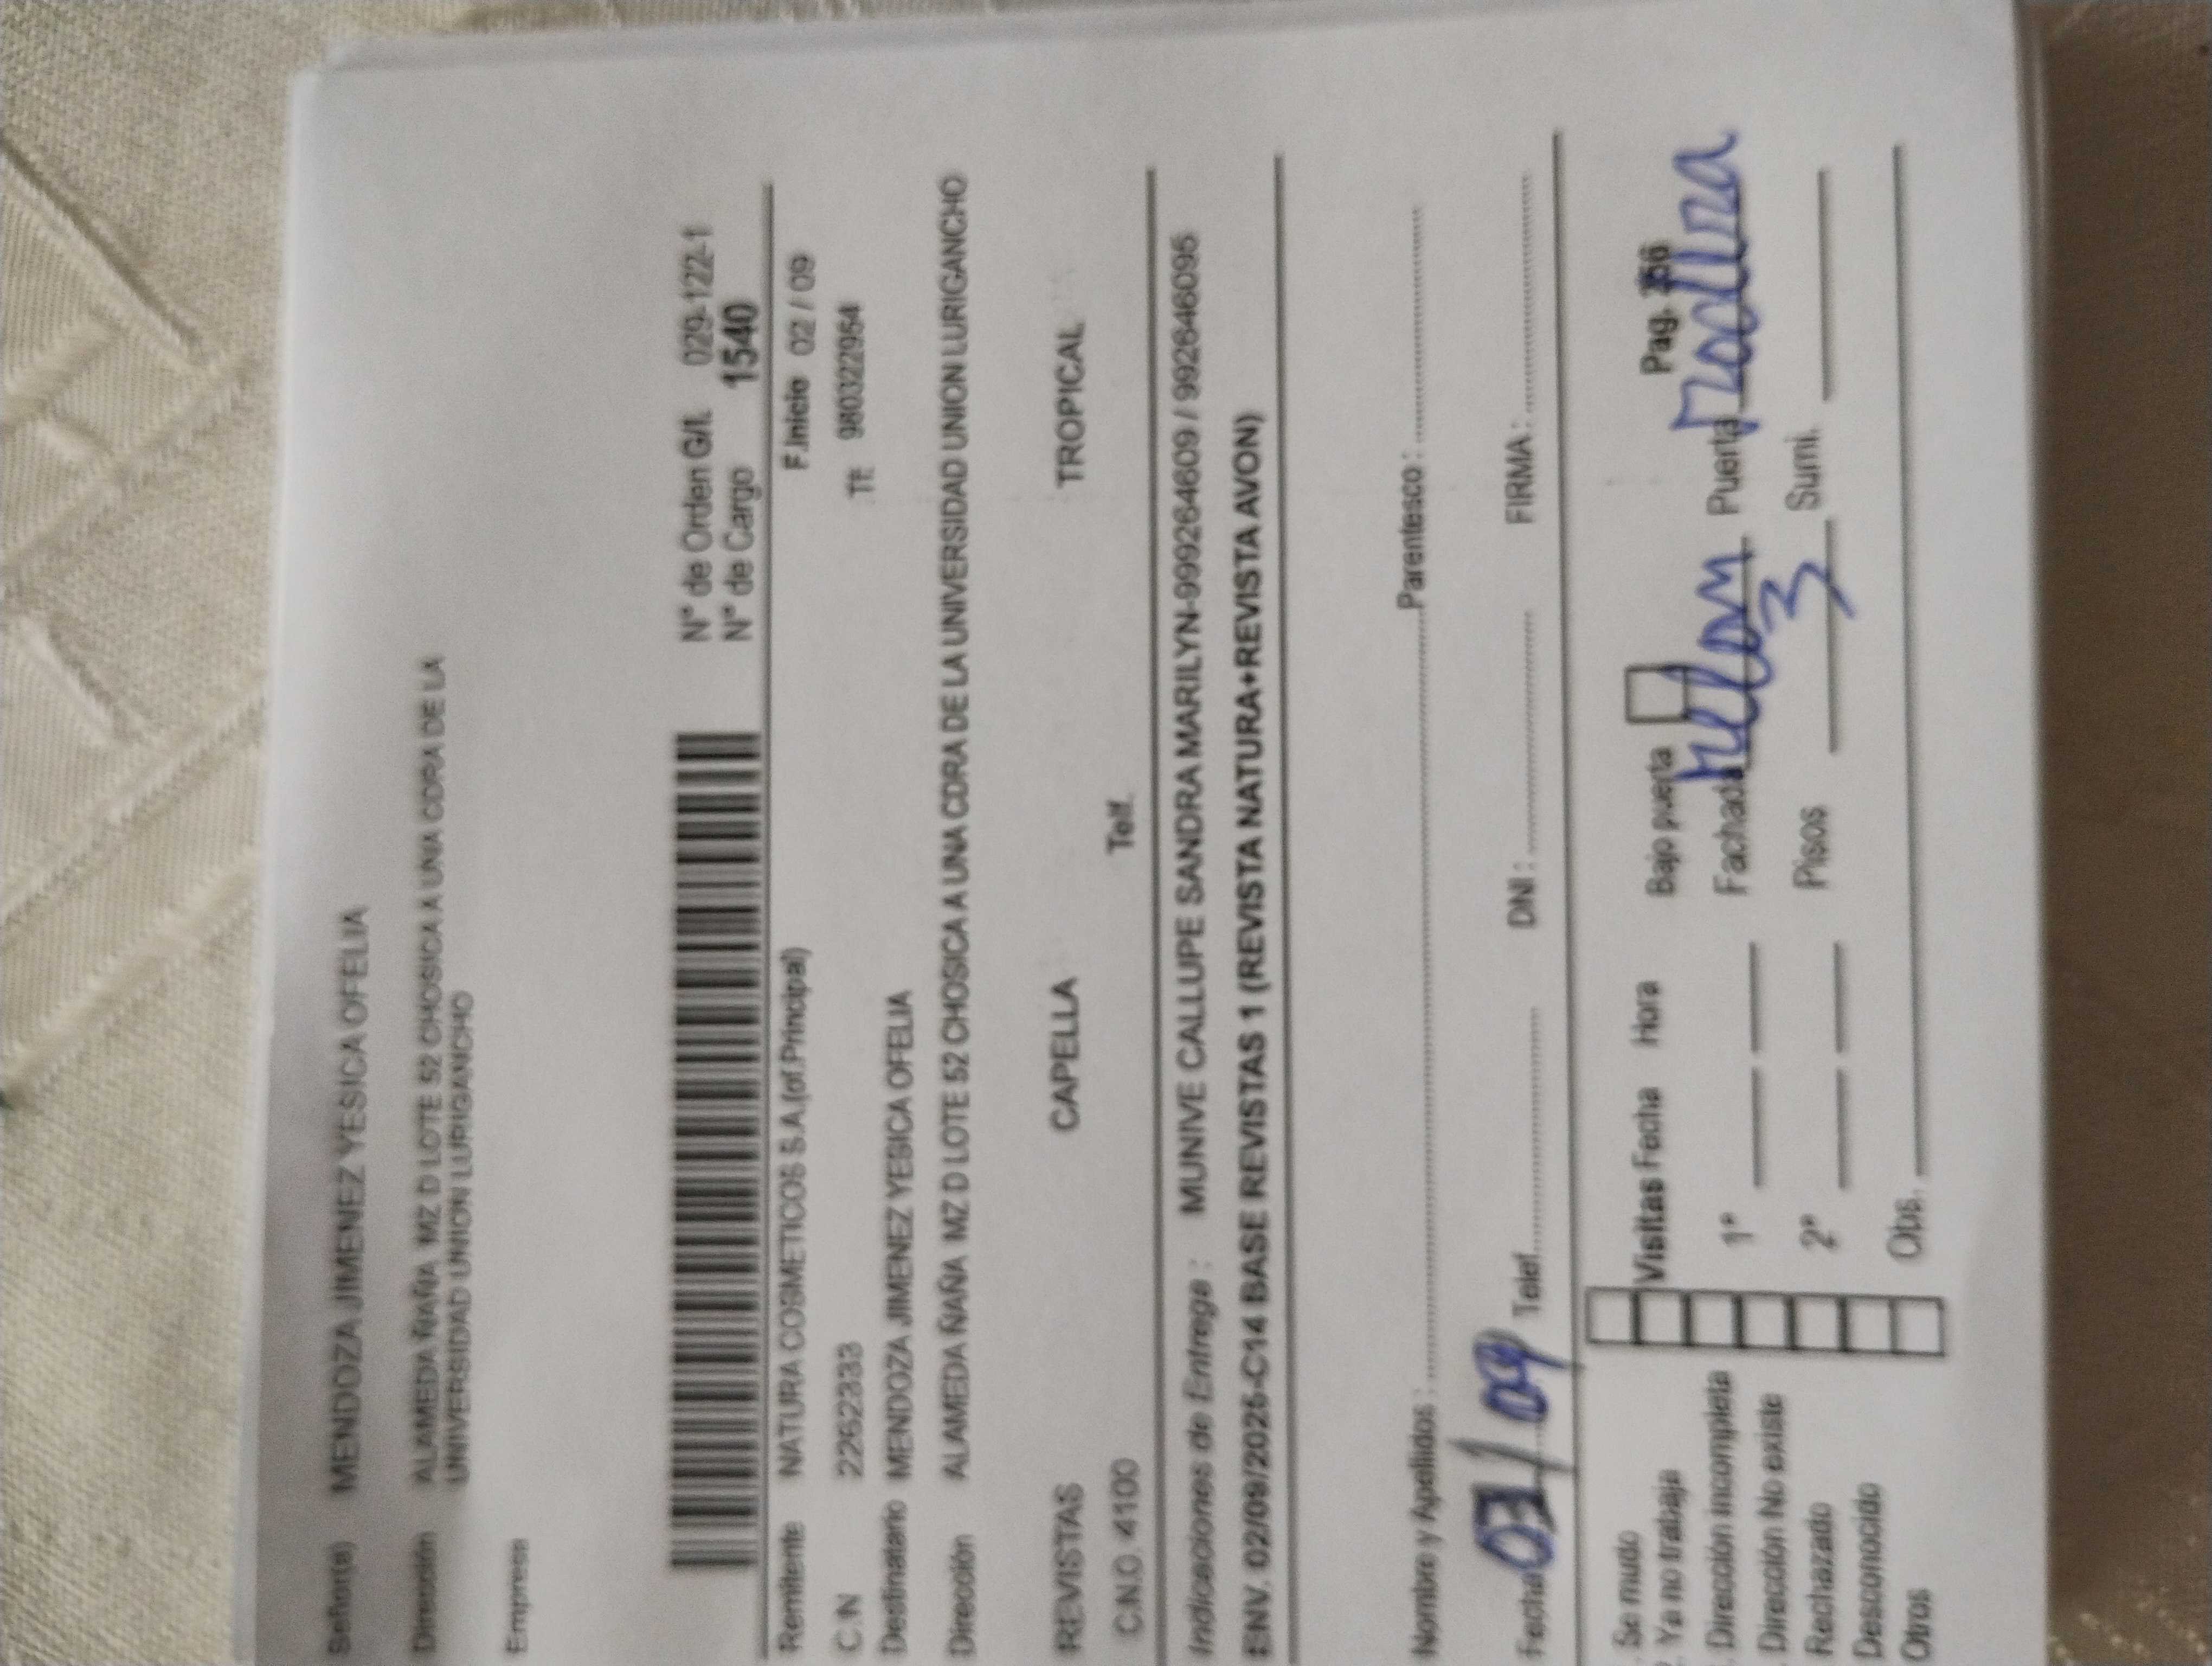 Señor(a) MENDOZA JIMENEZ YESICA OFELIA
Dirección ALAMEDA ÑAÑA MZ D LOTE 52 CHOSICA A UNA CDRA DE LA
UNIVERSIDAD UNION LURIGANCHO
Empresa
N° de Orden G/L 029-122-1
N° de Cargo 1540
Remitente NATURA COSMETICOS S.A.(of.Principal) F.Inicio 02 / 09
C.N 22622333 Tf. 980322954
Destinatario MENDOZA JIMENEZ YESICA OFELIA
Dirección ALAMEDA ÑAÑA MZ D LOTE 52 CHOSICA A UNA CDRA DE LA UNIVERSIDAD UNION LURIGANCHO
REVISTAS CAPELLA TROPICAL
C.N.O. 4100 Telf.
Indicaciones de Entrega : MUNIVE CALLUPE SANDRA MARILYN-999264609 / 992646095
ENV. 02/09/2025-C14 BASE REVISTAS 1 (REVISTA NATURA+REVISTA AVON)
Nombre y Apellidos : Parentesco :
Fecha 03/09 Telef. DNI : FIRMA :
Se mudo Bajo puerta Pag.
Ya no trabaja Visitas Fecha Hora
Dirección incompleta 1° Fachada Puerta
Dirección No existe
Rechazado 2° Pisos 3 Sumi.
Desconocido
Otros Obs.